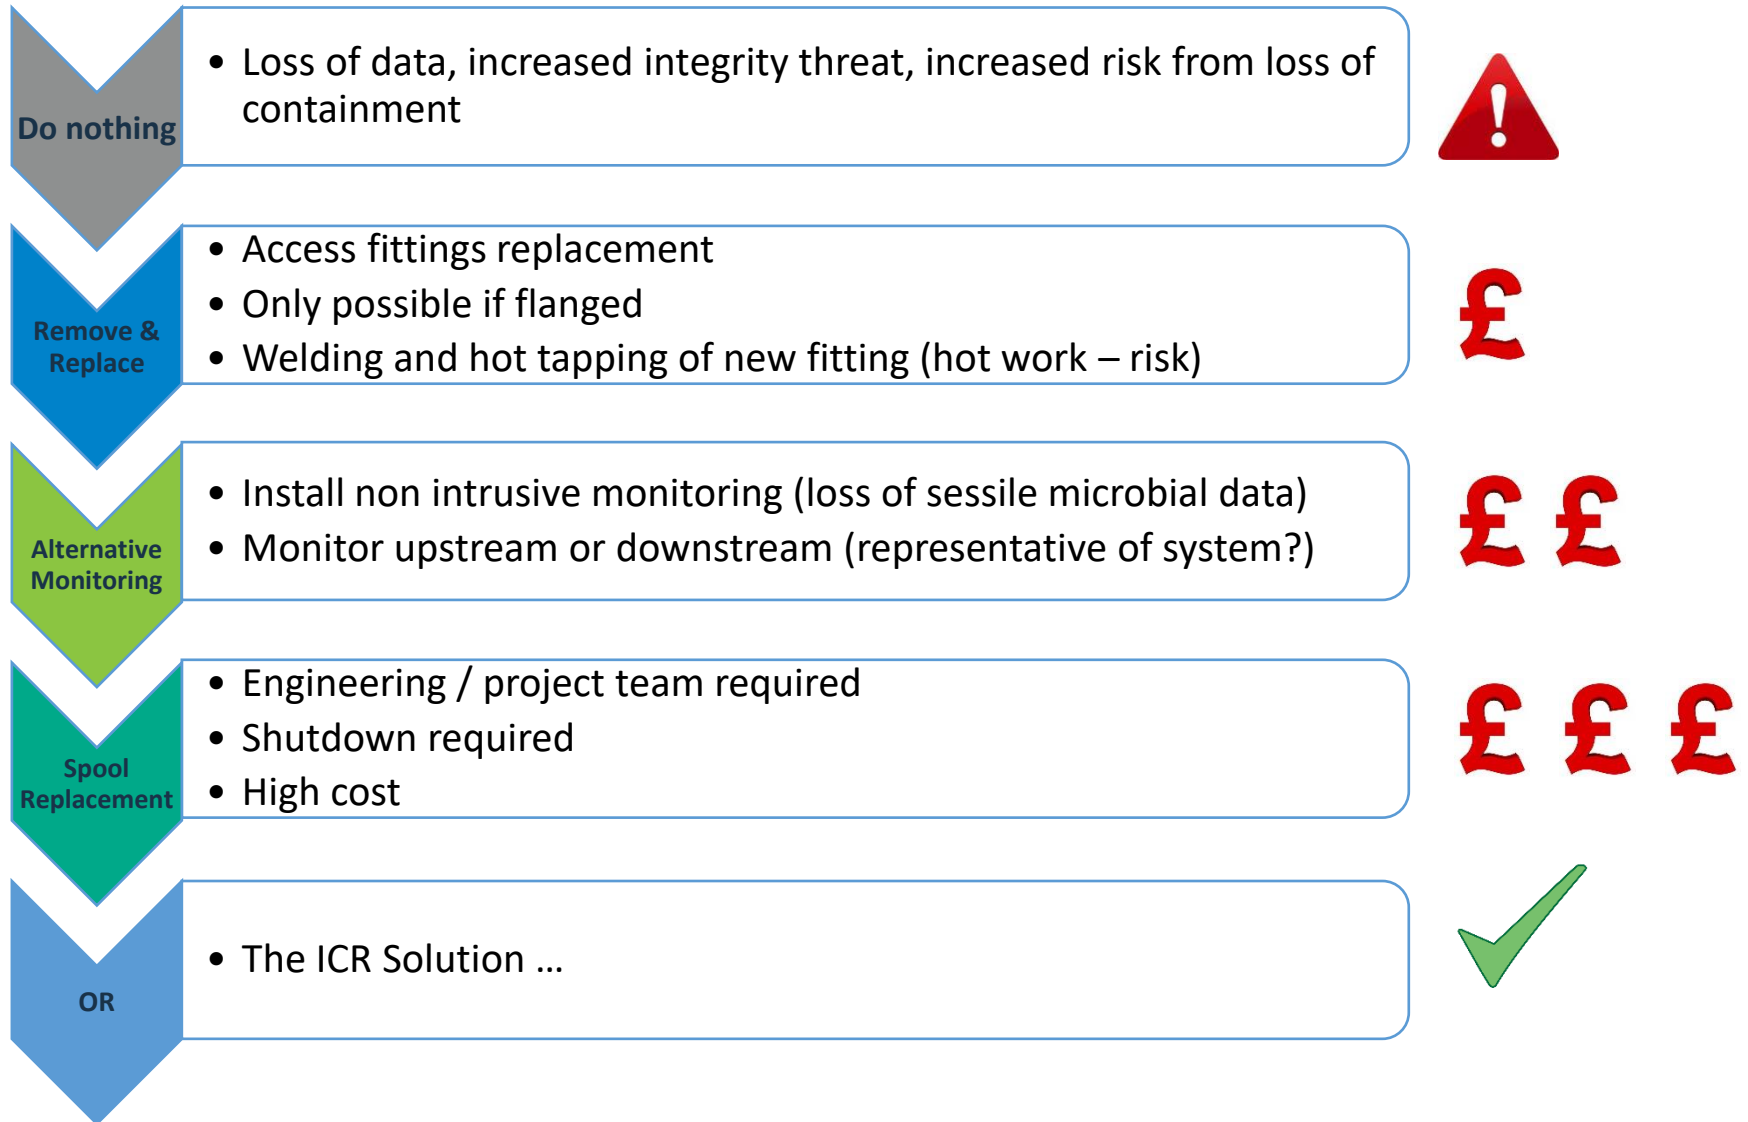 Do nothing
• Loss of data, increased integrity threat, increased risk from loss of
containment
Remove &
Replace
• Access fittings replacement
• Only possible if flanged
• Welding and hot tapping of new fitting (hot work – risk)
£
Alternative
Monitoring
• Install non intrusive monitoring (loss of sessile microbial data)
• Monitor upstream or downstream (representative of system?)
£ £
Spool
Replacement
• Engineering / project team required
• Shutdown required
• High cost
£ £ £
OR
• The ICR Solution …